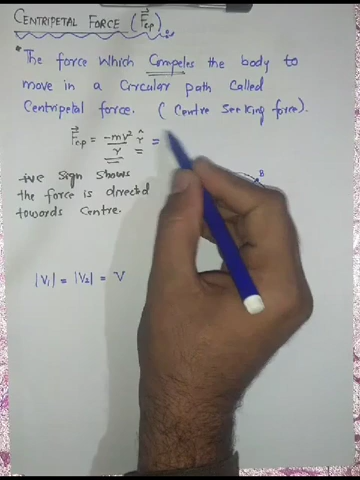 CENTRIPETAL FORCE (F⃗cp):
* The force which Compeles the body to
move in a Circular path called
Centripetal force. ( Centre Seeking force).
F⃗cp = -mv²/r r̂ =
-ive Sign shows
the force is directed
towards Centre.
B
|V₁| = |V₂| = V